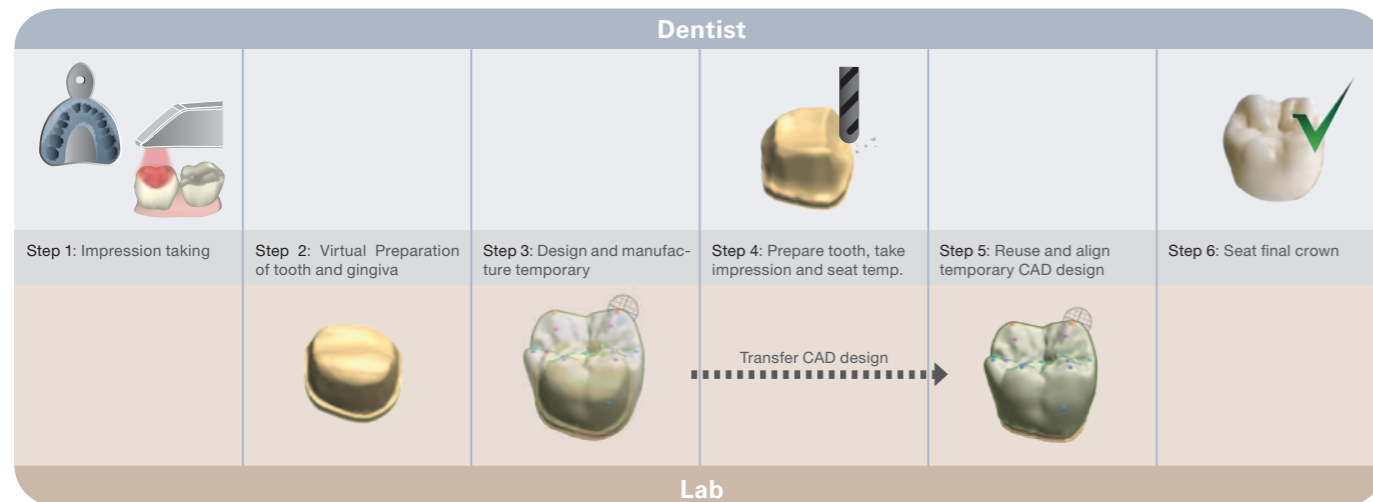 Dentist
Step 1: Impression taking
Step 2: Virtual Preparation
of tooth and gingiva
Step 3: Design and manufac-
ture temporary
Step 4: Prepare tooth, take
impression and seat temp.
Step 5: Reuse and align
temporary CAD design
Step 6: Seat final crown
Transfer CAD design
Lab